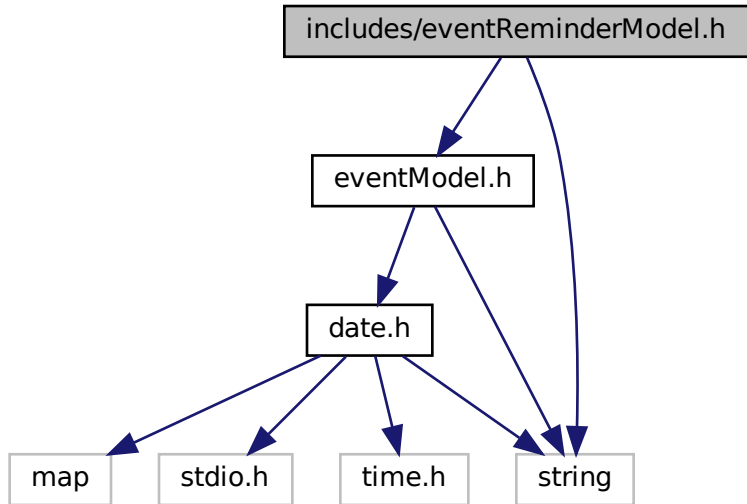 includes/eventReminderModel.h
eventModel.h
date.h
map
stdio.h
time.h
string